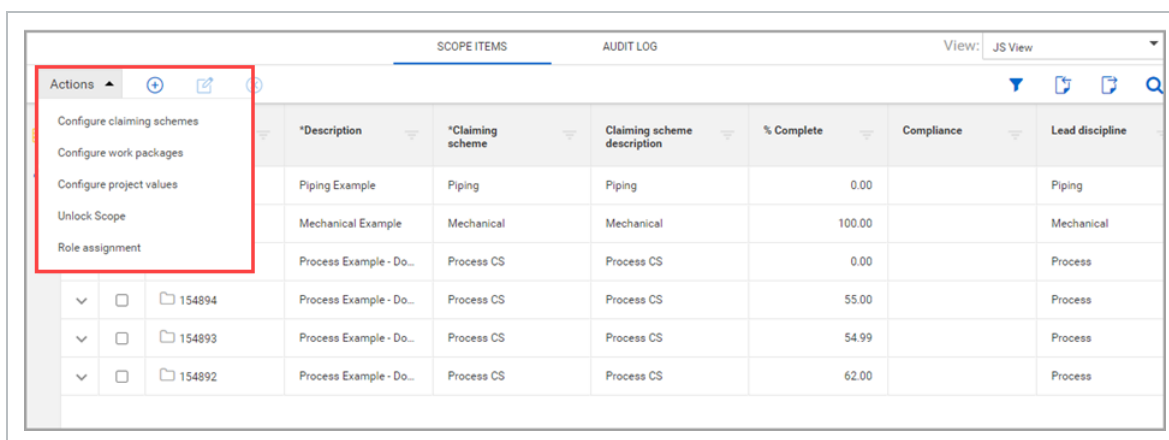 SCOPE ITEMS AUDIT LOG View: JS View
Actions
Configure claiming schemes
Configure work packages
Configure project values
Unlock Scope
Role assignment
*Description *Claiming scheme Claiming scheme description % Complete Compliance Lead discipline
Piping Example Piping Piping 0.00 Piping
Mechanical Example Mechanical Mechanical 100.00 Mechanical
Process Example - Do... Process CS Process CS 0.00 Process
154894 Process Example - Do... Process CS Process CS 55.00 Process
154893 Process Example - Do... Process CS Process CS 54.99 Process
154892 Process Example - Do... Process CS Process CS 62.00 Process